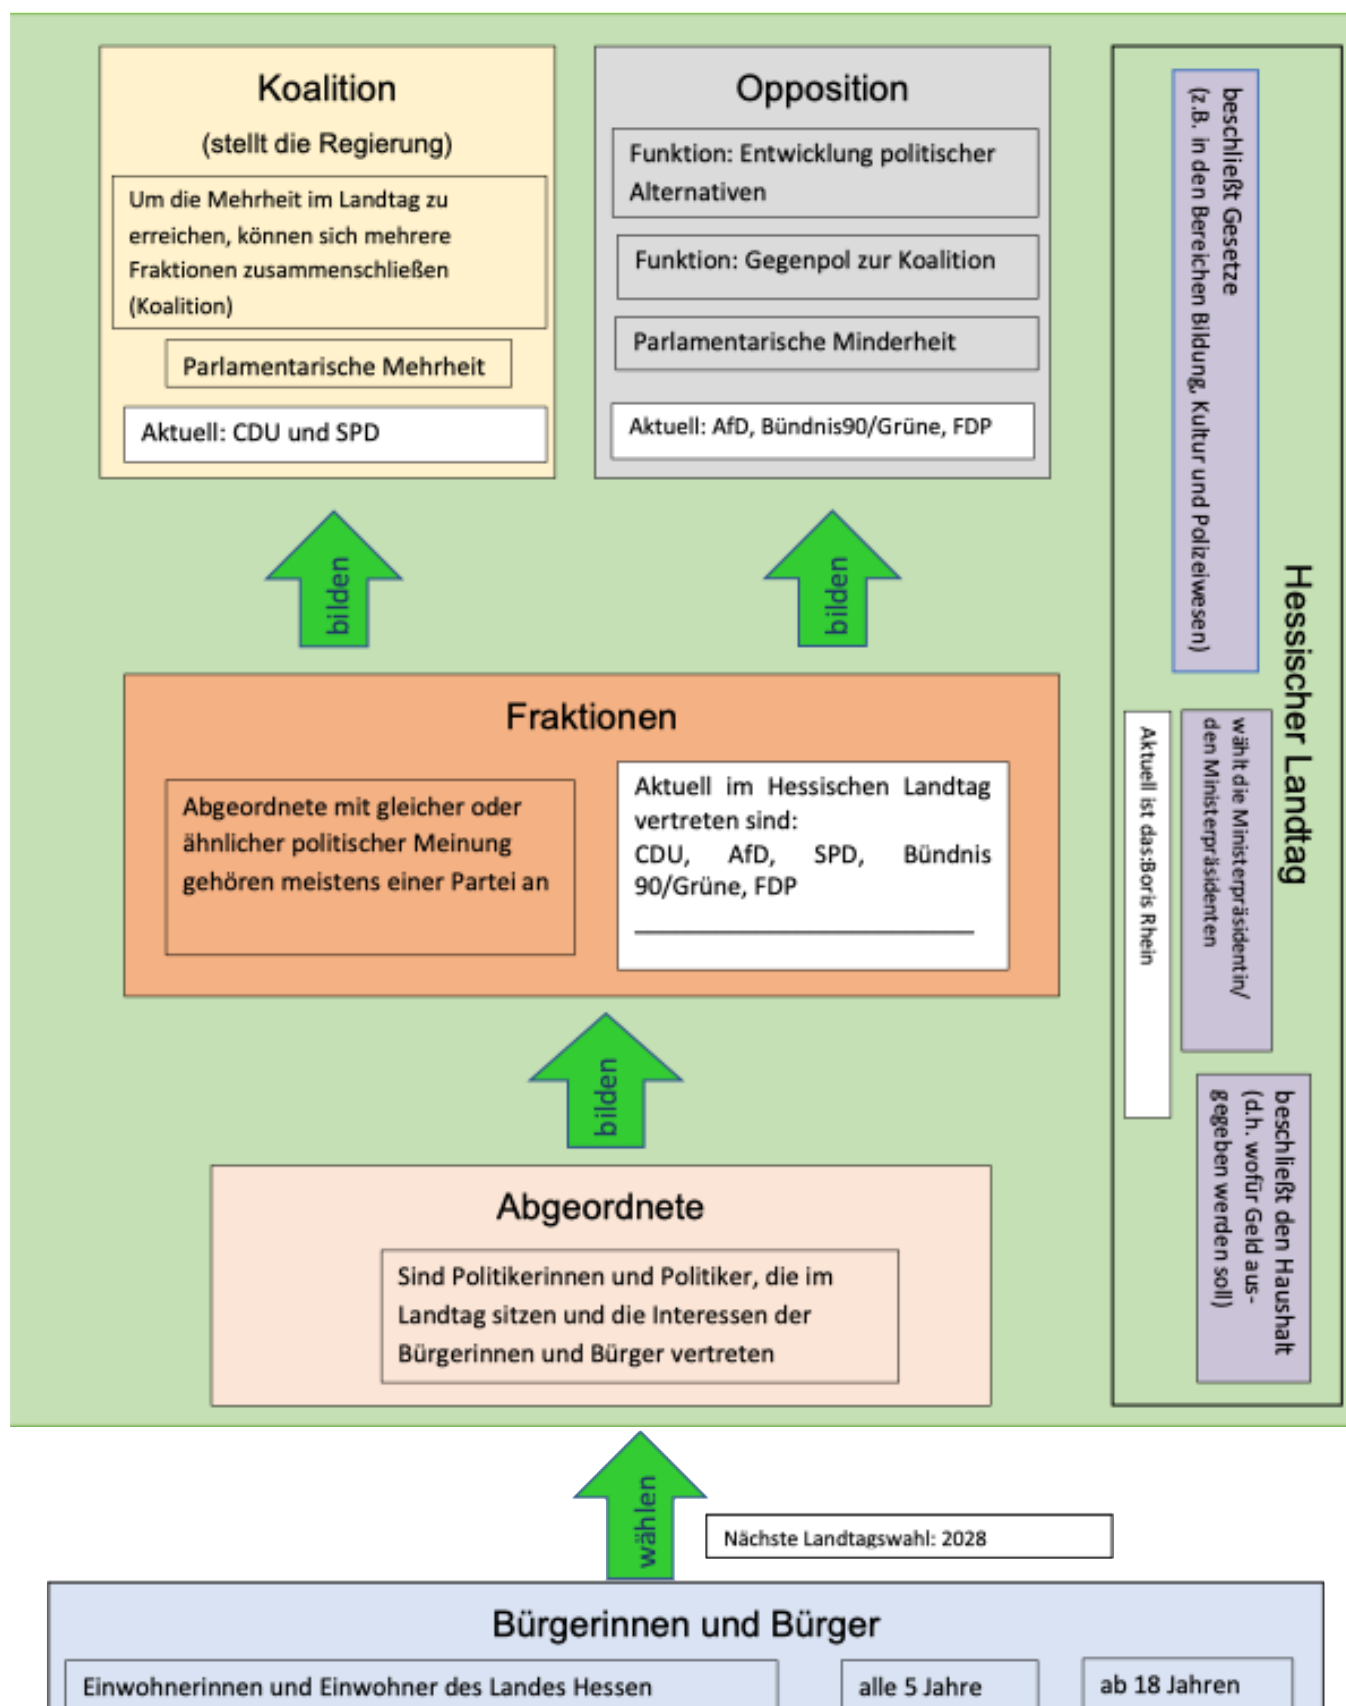 Koalition
(stellt die Regierung)
Um die Mehrheit im Landtag zu
erreichen, können sich mehrere
Fraktionen zusammenschließen
(Koalition)
Parlamentarische Mehrheit
Aktuell: CDU und SPD
Opposition
Funktion: Entwicklung politischer
Alternativen
Funktion: Gegenpol zur Koalition
Parlamentarische Minderheit
Aktuell: AfD, Bündnis90/Grüne, FDP
bilden
bilden
Fraktionen
Abgeordnete mit gleicher oder
ähnlicher politischer Meinung
gehören meistens einer Partei an
Aktuell im Hessischen Landtag
vertreten sind:
CDU, AfD, SPD, Bündnis
90/Grüne, FDP
bilden
Abgeordnete
Sind Politikerinnen und Politiker, die im
Landtag sitzen und die Interessen der
Bürgerinnen und Bürger vertreten
Hessischer Landtag
beschließt Gesetze
(z.B. in den Bereichen Bildung, Kultur und Polizeiwesen)
wählt die Ministerpräsidentin/
den Ministerpräsidenten
Aktuell ist das:Boris Rhein
beschließt den Haushalt
(d.h. wofür Geld aus-
gegeben werden soll)
wählen
Nächste Landtagswahl: 2028
Bürgerinnen und Bürger
Einwohnerinnen und Einwohner des Landes Hessen
alle 5 Jahre
ab 18 Jahren